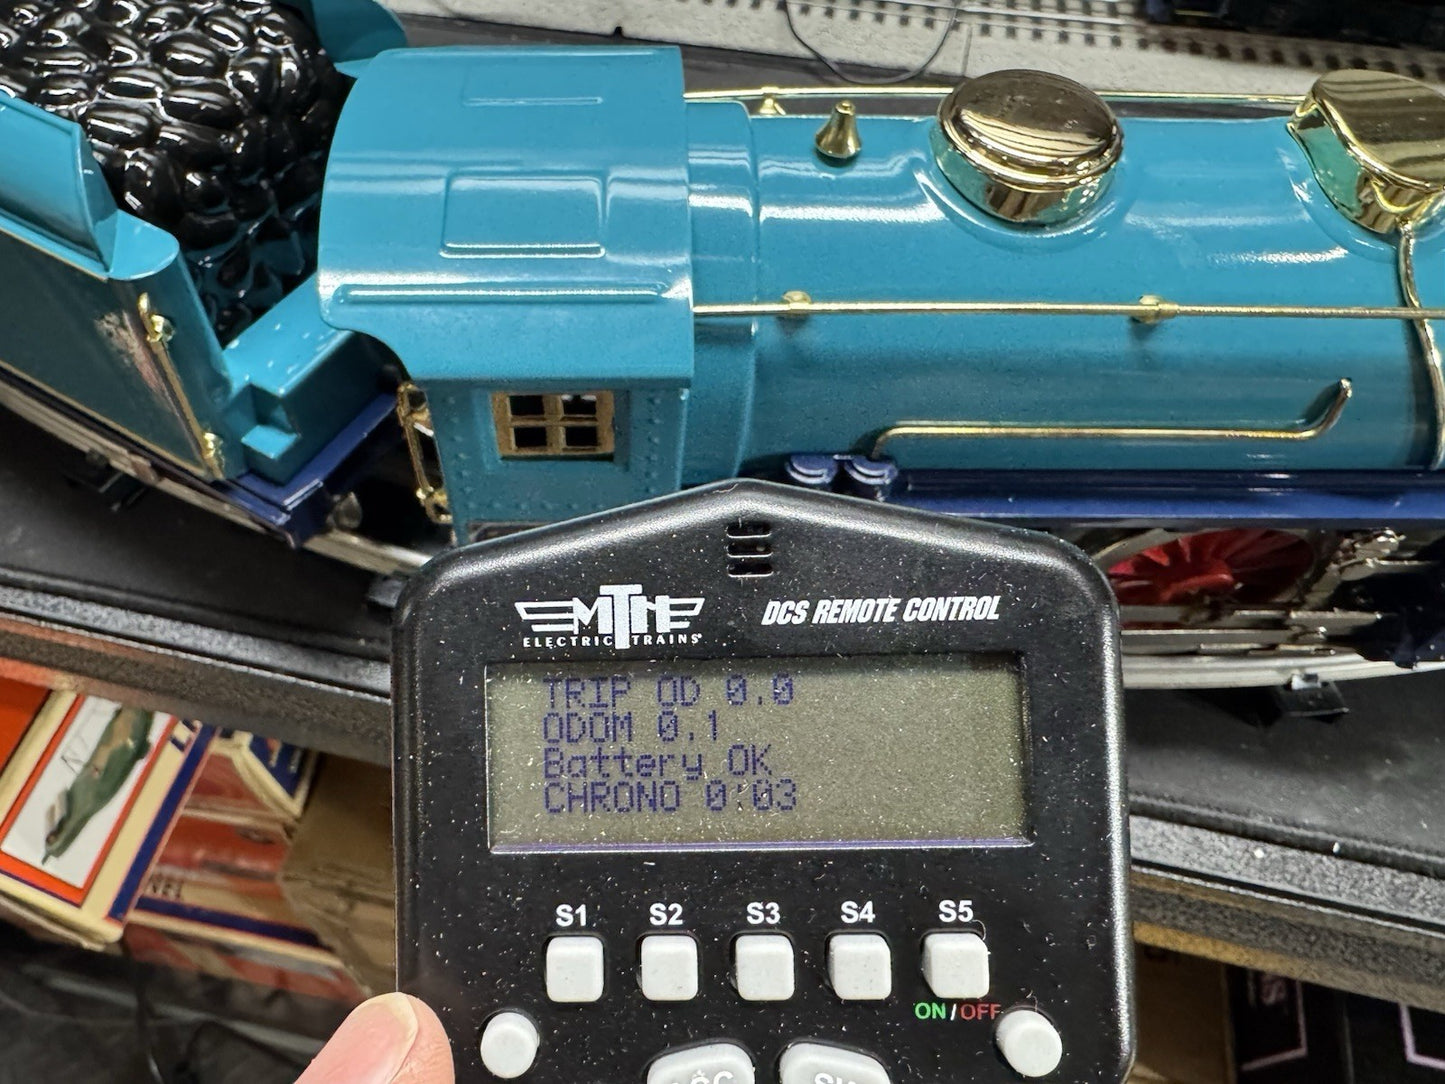 MTH
ELECTRIC TRAINS
DCS REMOTE CONTROL
TRIP OD 0.0
ODOM 0.1
Battery OK
CHRONO 0:03
S1 S2 S3 S4 S5
ON/OFF